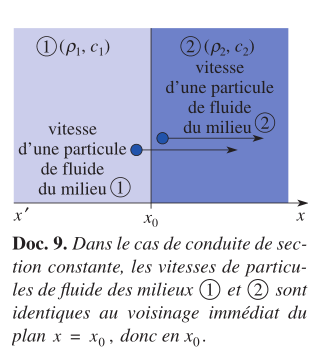 ① (ρ₁, c₁)
② (ρ₂, c₂)
vitesse
d'une particule
de fluide
du milieu ②
vitesse
d'une particule
de fluide
du milieu ①
x′
x₀
x
Doc. 9. Dans le cas de conduite de sec-
tion constante, les vitesses de particu-
les de fluide des milieux ① et ② sont
identiques au voisinage immédiat du
plan x = x₀ , donc en x₀ .